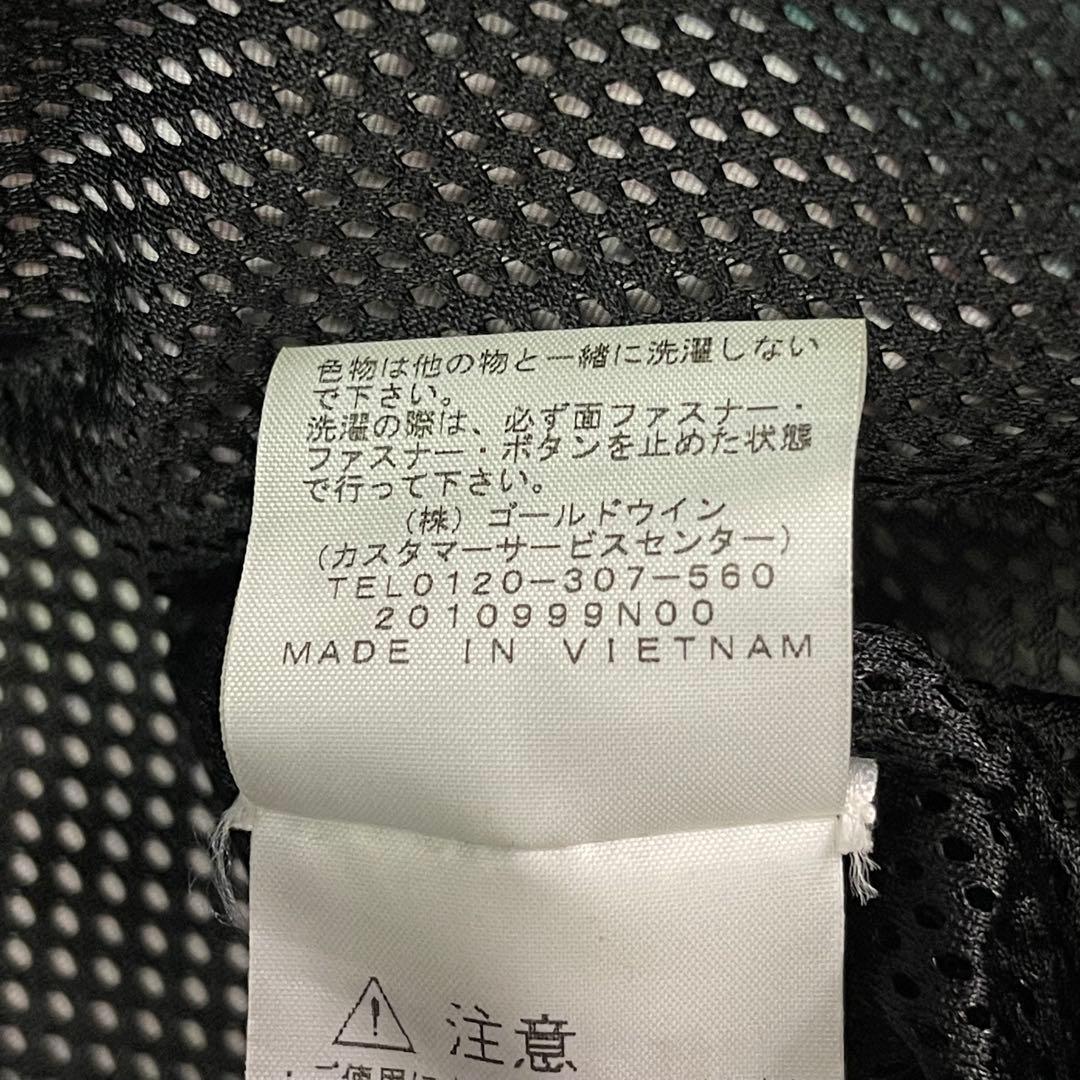 色物は他の物と一緒に洗濯しない
で下さい。
洗濯の際は、必ず面ファスナー・
ファスナー・ボタンを止めた状態
で行って下さい。
(株)ゴールドウイン
(カスタマーサービスセンター)
TEL0120-307-560
2010999N00
MADE IN VIETNAM
注意
・ご使用に